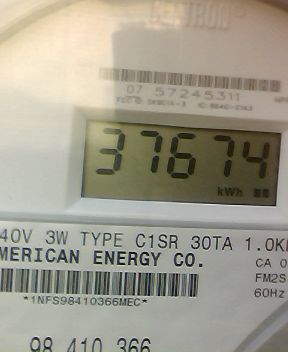 07 57245311
37674
kWh
40V 3W TYPE C1SR 30TA 1.0K
MERICAN ENERGY CO.
CA 0
FM2S
60Hz
*1NFS98410366MEC*
98 410 366